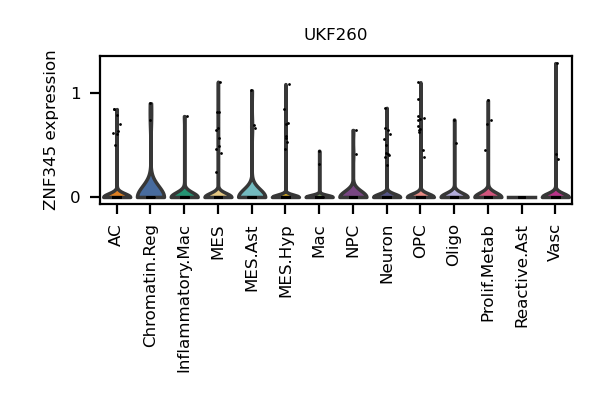 UKF260
ZNF345 expression
1
0
AC
Chromatin.Reg
Inflammatory.Mac
MES
MES.Ast
MES.Hyp
Mac
NPC
Neuron
OPC
Oligo
Prolif.Metab
Reactive.Ast
Vasc